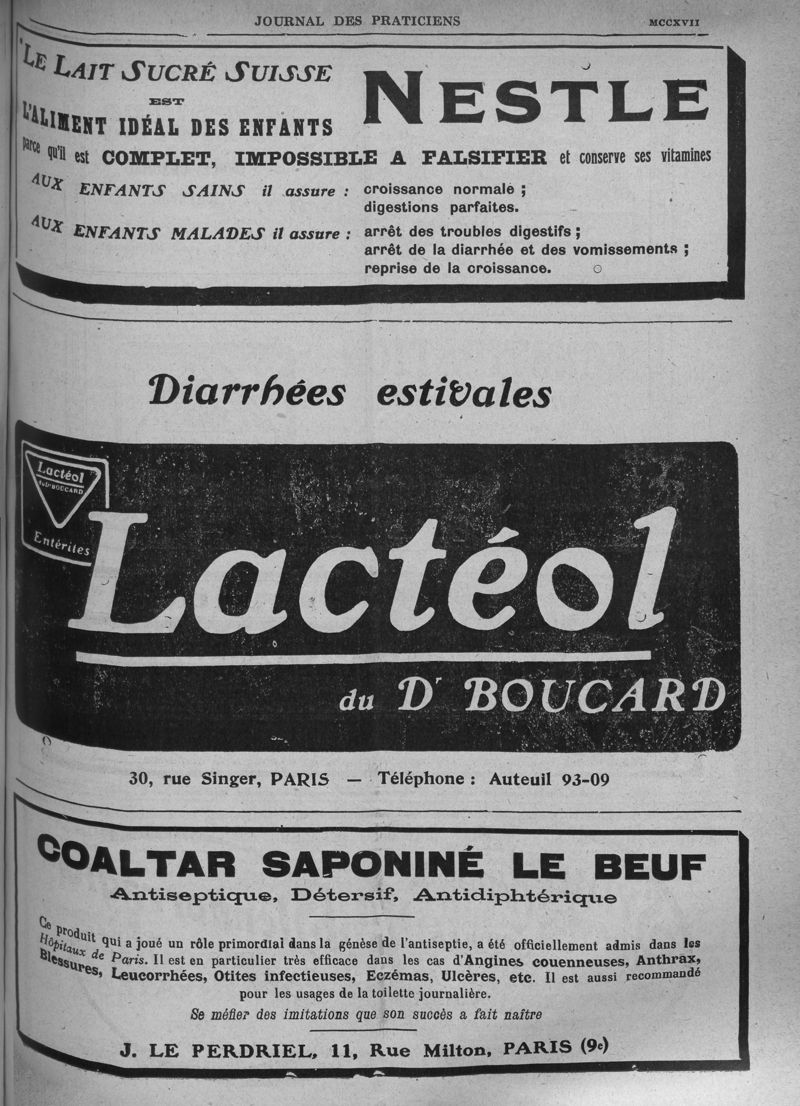 JOURNAL DES PRATICIENS MCCXVII
LE LAIT SUCRÉ SUISSE
EST
L'ALIMENT IDÉAL DES ENFANTS
NESTLE
parce qu'il est COMPLET, IMPOSSIBLE A FALSIFIER et conserve ses vitamines
AUX ENFANTS SAINS il assure : croissance normale ;
digestions parfaites.
AUX ENFANTS MALADES il assure : arrêt des troubles digestifs ;
arrêt de la diarrhée et des vomissements ;
reprise de la croissance.
Diarrhées estivales
Lactéol
du Dr BOUCARD
Entérites
Lactéol
du Dr BOUCARD
30, rue Singer, PARIS — Téléphone : Auteuil 93-09
COALTAR SAPONINÉ LE BEUF
Antiseptique, Détersif, Antidiphtérique
Ce produit qui a joué un rôle primordial dans la génèse de l'antiseptie, a été officiellement admis dans les
Hôpitaux de Paris. Il est en particulier très efficace dans les cas d'Angines couenneuses, Anthrax,
Blessures, Leucorrhées, Otites infectieuses, Eczémas, Ulcères, etc. Il est aussi recommandé
pour les usages de la toilette journalière.
Se méfier des imitations que son succès a fait naître
J. LE PERDRIEL, 11, Rue Milton, PARIS (9e)